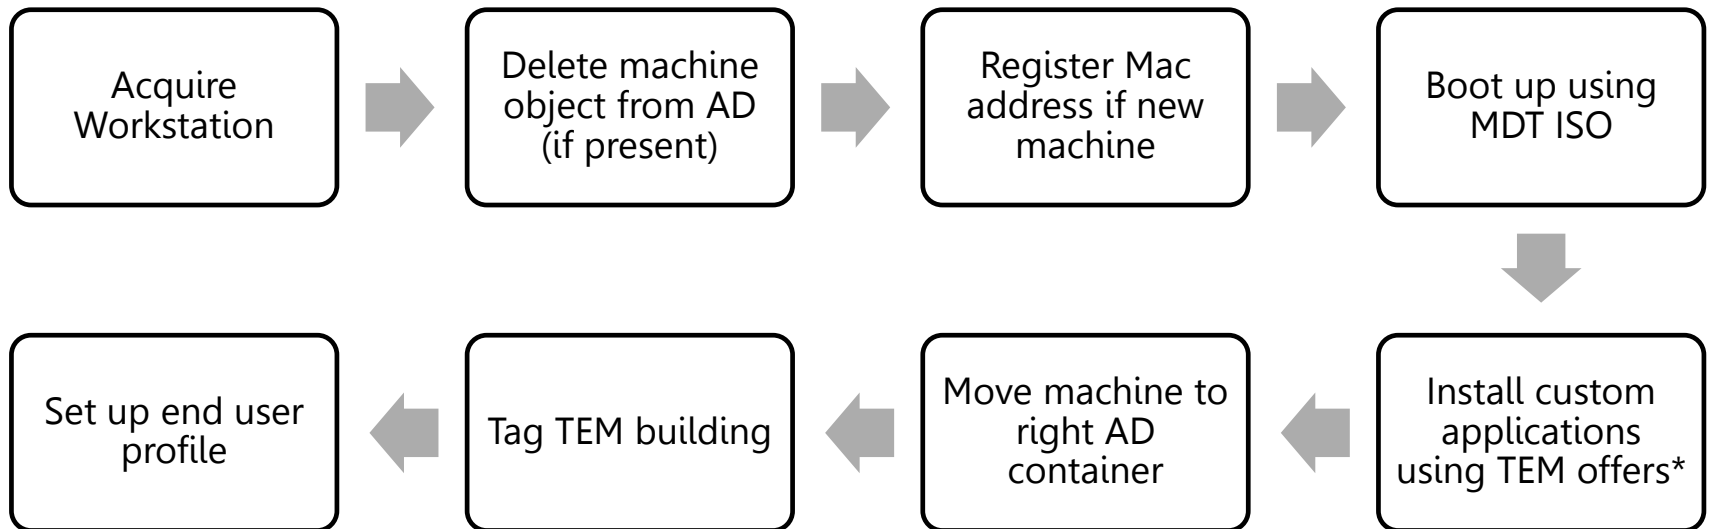 Acquire
Workstation
Delete machine
object from AD
(if present)
Register Mac
address if new
machine
Boot up using
MDT ISO
Install custom
applications
using TEM offers*
Move machine to
right AD
container
Tag TEM building
Set up end user
profile